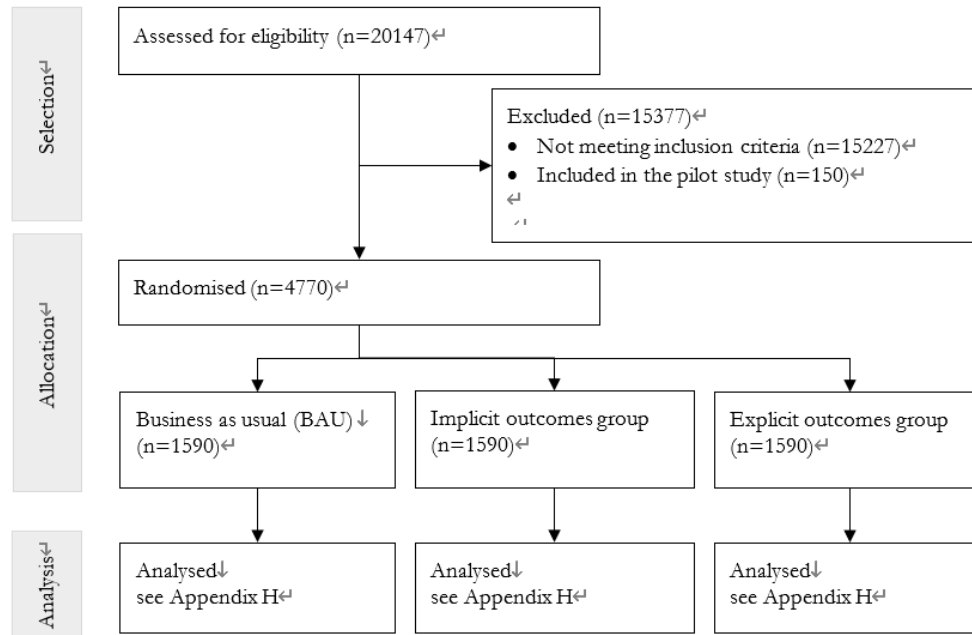 Selection
Assessed for eligibility (n=20147)
Excluded (n=15377)
• Not meeting inclusion criteria (n=15227)
• Included in the pilot study (n=150)
Allocation
Randomised (n=4770)
Business as usual (BAU)
(n=1590)
Implicit outcomes group
(n=1590)
Explicit outcomes group
(n=1590)
Analysis
Analysed
see Appendix H
Analysed
see Appendix H
Analysed
see Appendix H